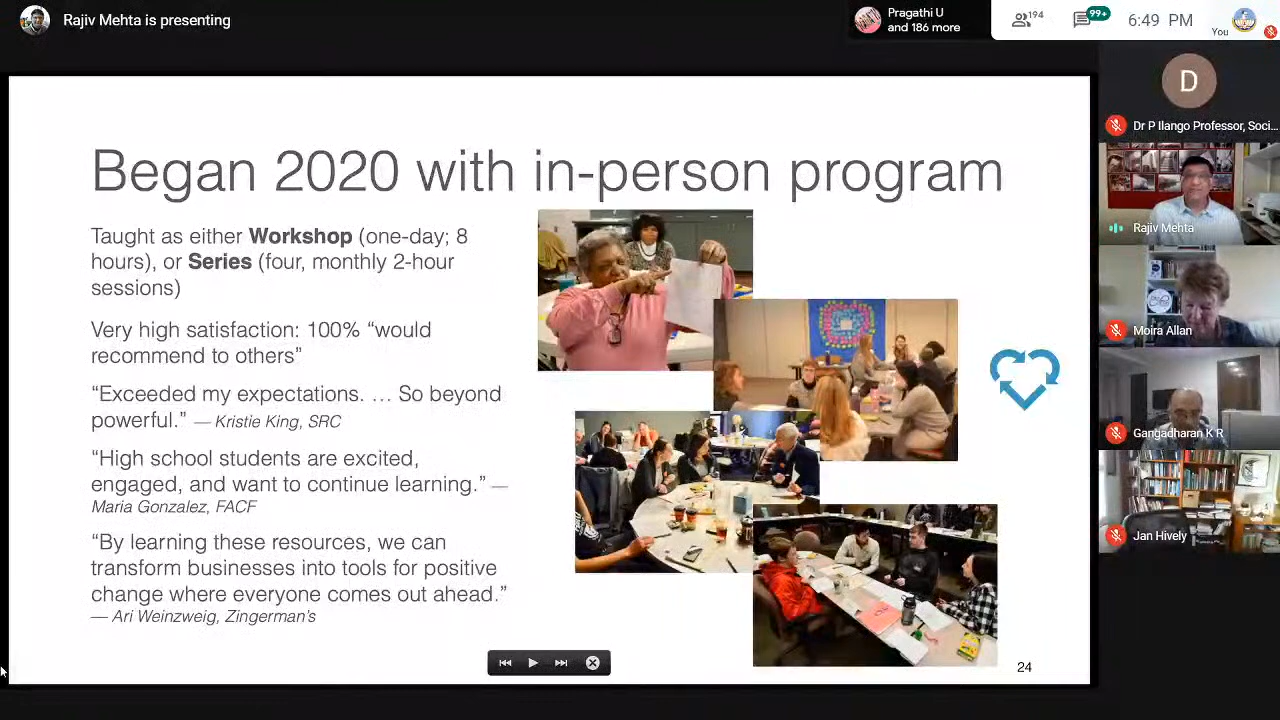 Rajiv Mehta is presenting
Pragathi U
and 186 more
194
99+
6:49 PM
You
Began 2020 with in-person program
Taught as either Workshop (one-day; 8
hours), or Series (four, monthly 2-hour
sessions)
Very high satisfaction: 100% “would
recommend to others”
“Exceeded my expectations. … So beyond
powerful.” — Kristie King, SRC
“High school students are excited,
engaged, and want to continue learning.” —
Maria Gonzalez, FACF
“By learning these resources, we can
transform businesses into tools for positive
change where everyone comes out ahead.”
— Ari Weinzweig, Zingerman’s
24
D
Dr P Ilango Professor, Soci...
Rajiv Mehta
Moira Allan
Gangadharan K R
Jan Hively